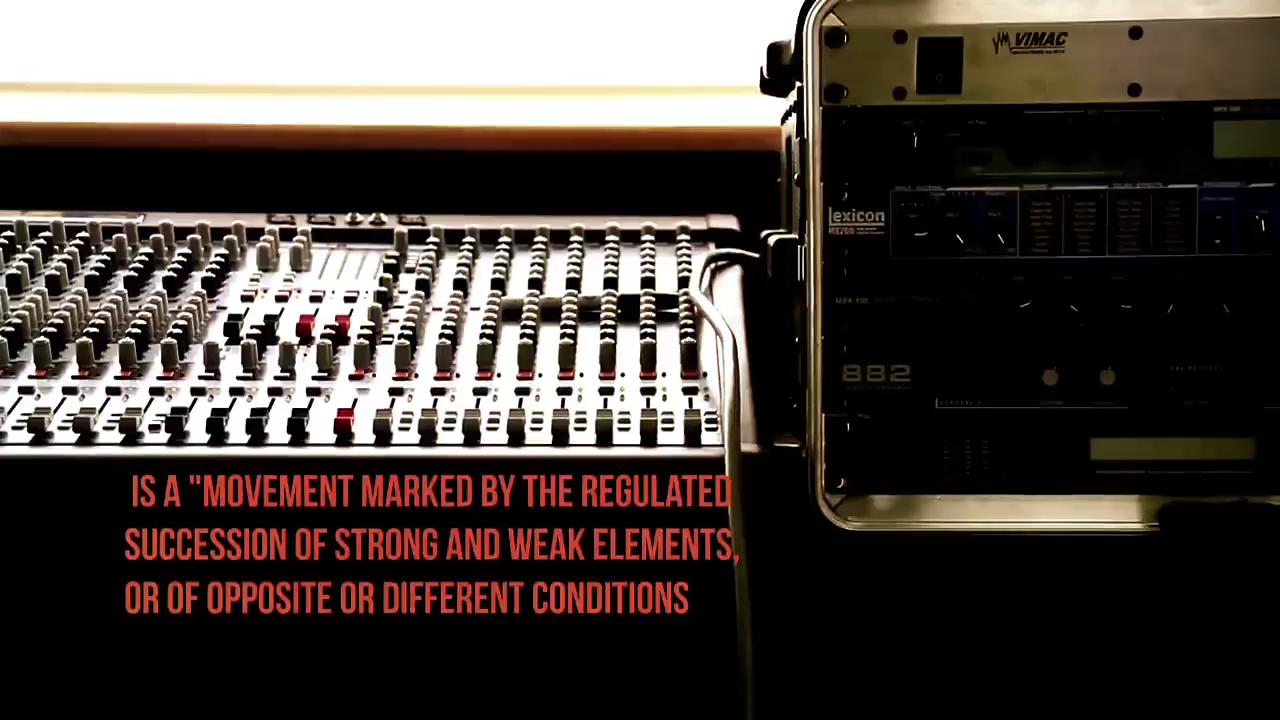 VIMAC
lexicon
882
IS A "MOVEMENT MARKED BY THE REGULATED
SUCCESSION OF STRONG AND WEAK ELEMENTS,
OR OF OPPOSITE OR DIFFERENT CONDITIONS